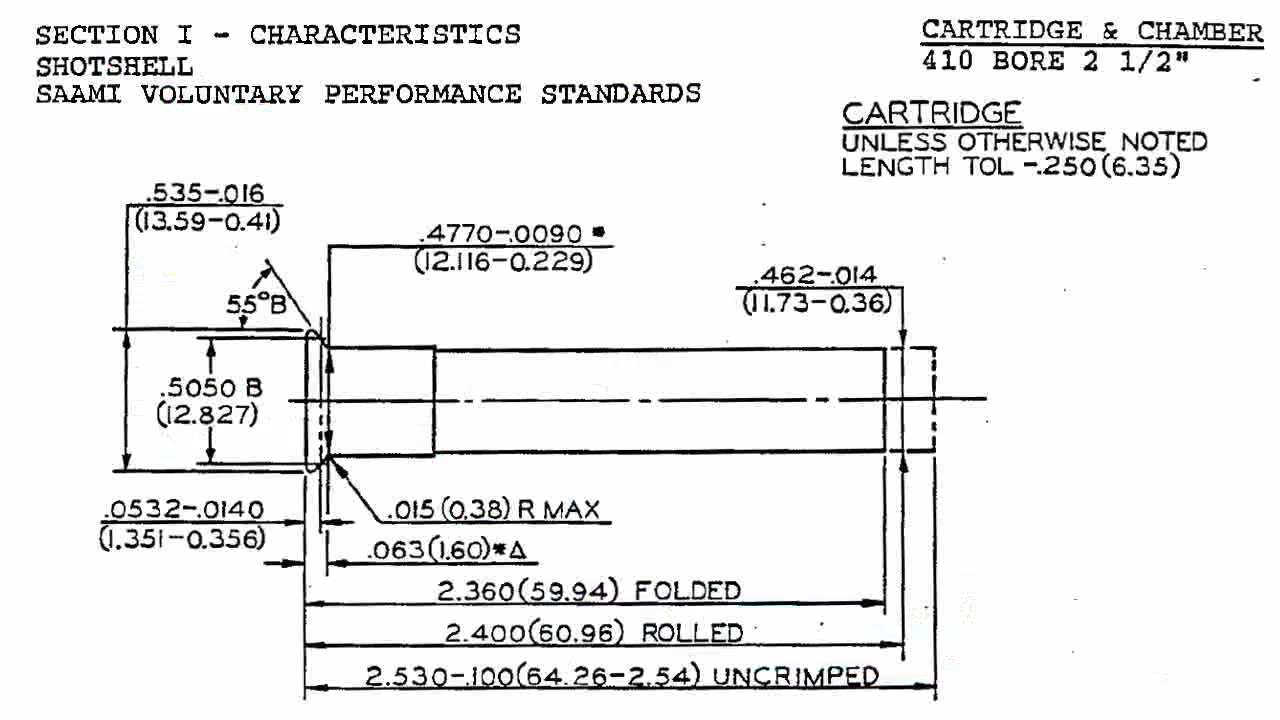 SECTION I - CHARACTERISTICS
SHOTSHELL
SAAMI VOLUNTARY PERFORMANCE STANDARDS
CARTRIDGE & CHAMBER
410 BORE 2 1/2"
CARTRIDGE
UNLESS OTHERWISE NOTED
LENGTH TOL -.250(6.35)
.535-.016
(13.59-0.41)
.4770-.0090 *
(12.116-0.229)
.462-.014
(11.73-0.36)
55°B
.5050 B
(12.827)
.0532-.0140
(1.351-0.356)
.015(0.38) R MAX
.063(1.60)*Δ
2.360(59.94) FOLDED
2.400(60.96) ROLLED
2.530-.100(64.26-2.54) UNCRIMPED